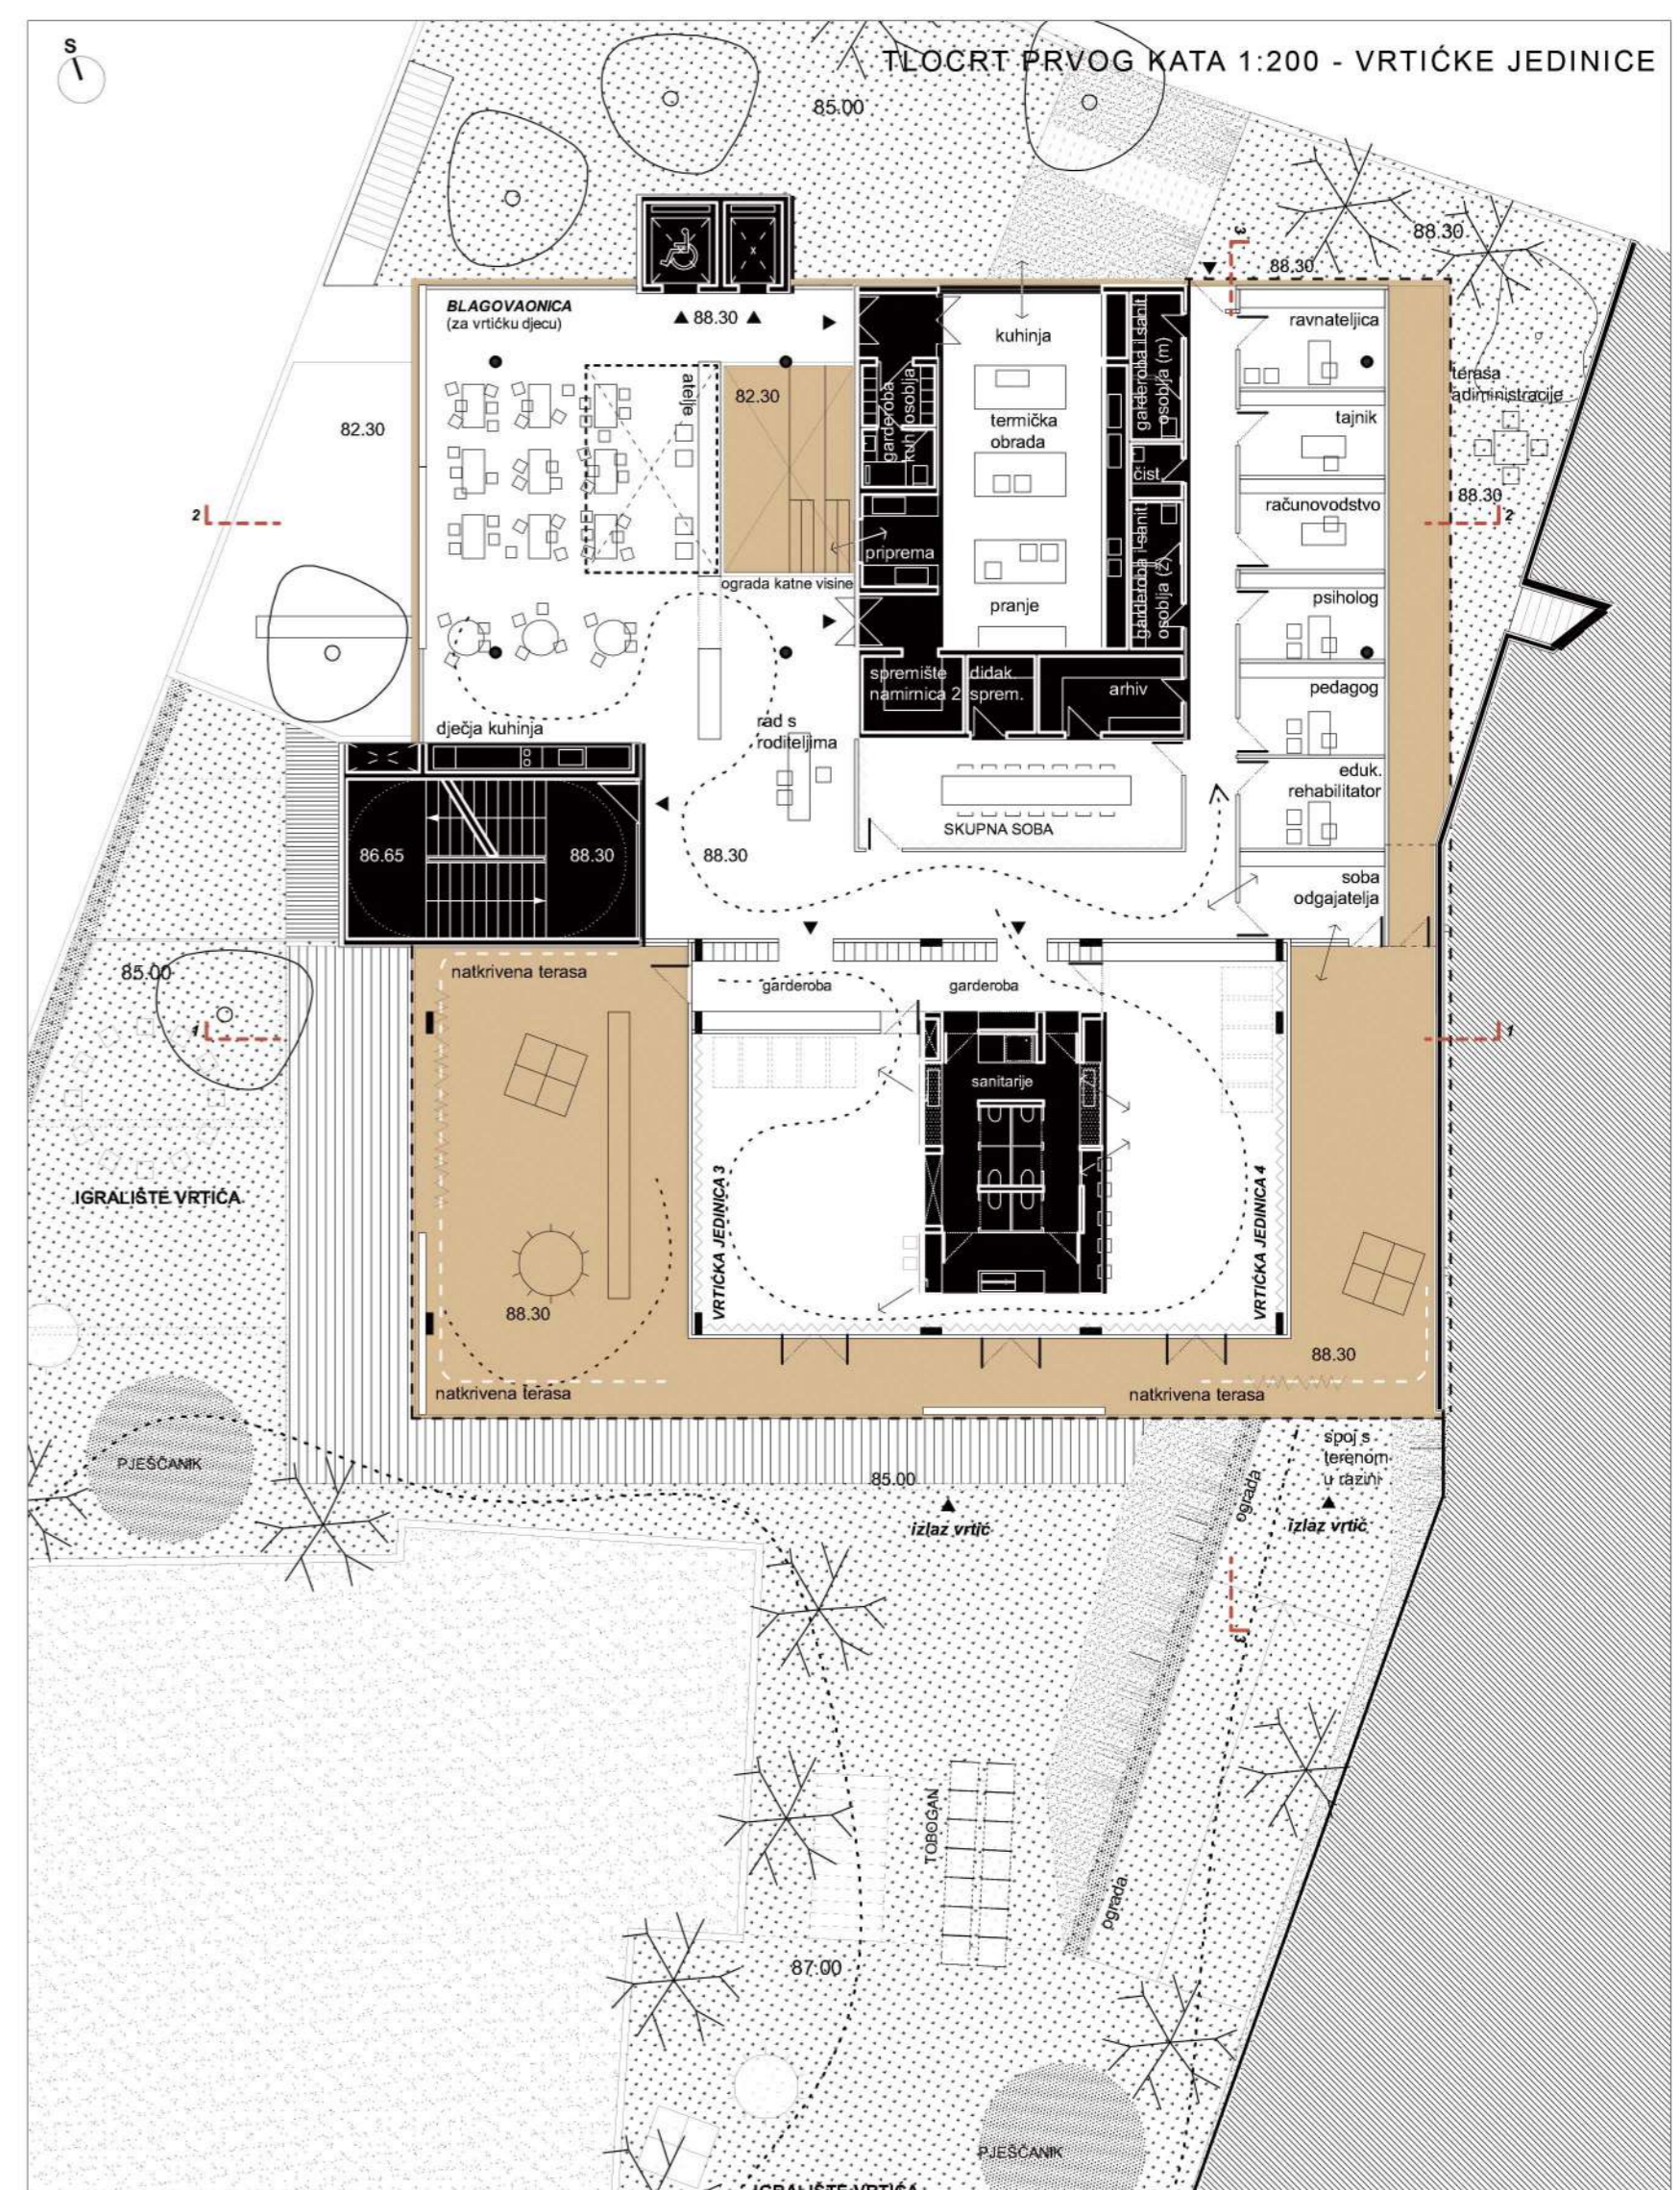 S
TLOCRT PRVOG KATA 1:200 - VRTIĆKE JEDINICE
85.00
88.30
88.30
3
BLAGOVAONICA
(za vrtićku djecu)
88.30
x
kuhinja
garderoba i sanit.
osoblja (m)
ravnateljica
terasa
administracije
atelje
82.30
82.30
garderoba
kuh. osoblja
termička
obrada
tajnik
čist.
88.30
računovodstvo
2
2
priprema
garderoba i sanit.
osoblja (ž)
ograda katne visine
pranje
psiholog
spremište
namirnica 2
didak.
sprem.
arhiv
pedagog
dječja kuhinja
rad s
roditeljima
eduk.
rehabilitator
SKUPNA SOBA
86.65
88.30
88.30
soba
odgajatelja
85.00
natkrivena terasa
garderoba
garderoba
1
1
sanitarije
IGRALIŠTE VRTIĆA
VRTIĆKA JEDINICA 3
VRTIĆKA JEDINICA 4
88.30
88.30
natkrivena terasa
natkrivena terasa
PJEŠČANIK
spoj s
terenom
u razini
85.00
ograda
izlaz vrtić
izlaz vrtić
3
TOBOGAN
ograda
87.00
PJEŠČANIK
IGRALIŠTE VRTIĆA